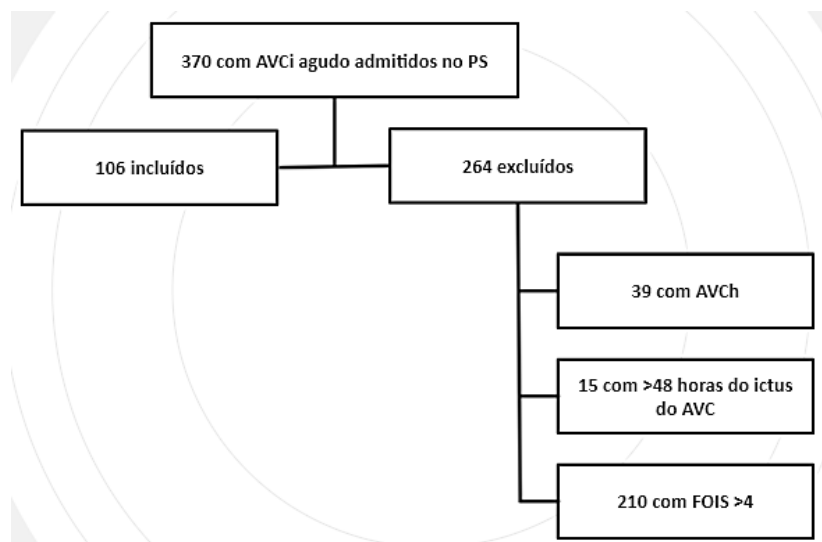 370 com AVCi agudo admitidos no PS
106 incluídos
264 excluídos
39 com AVCh
15 com >48 horas do ictus
do AVC
210 com FOIS >4